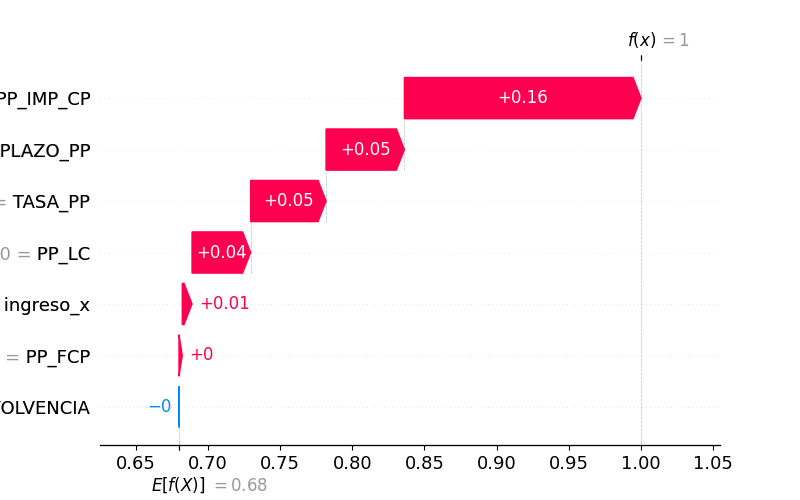 f(x) = 1
PP_IMP_CP
+0.16
PLAZO_PP
+0.05
= TASA_PP
+0.05
0 = PP_LC
+0.04
ingreso_x
+0.01
= PP_FCP
+0
OLVENCIA
−0
0.65 0.70 0.75 0.80 0.85 0.90 0.95 1.00 1.05
E[f(X)] = 0.68